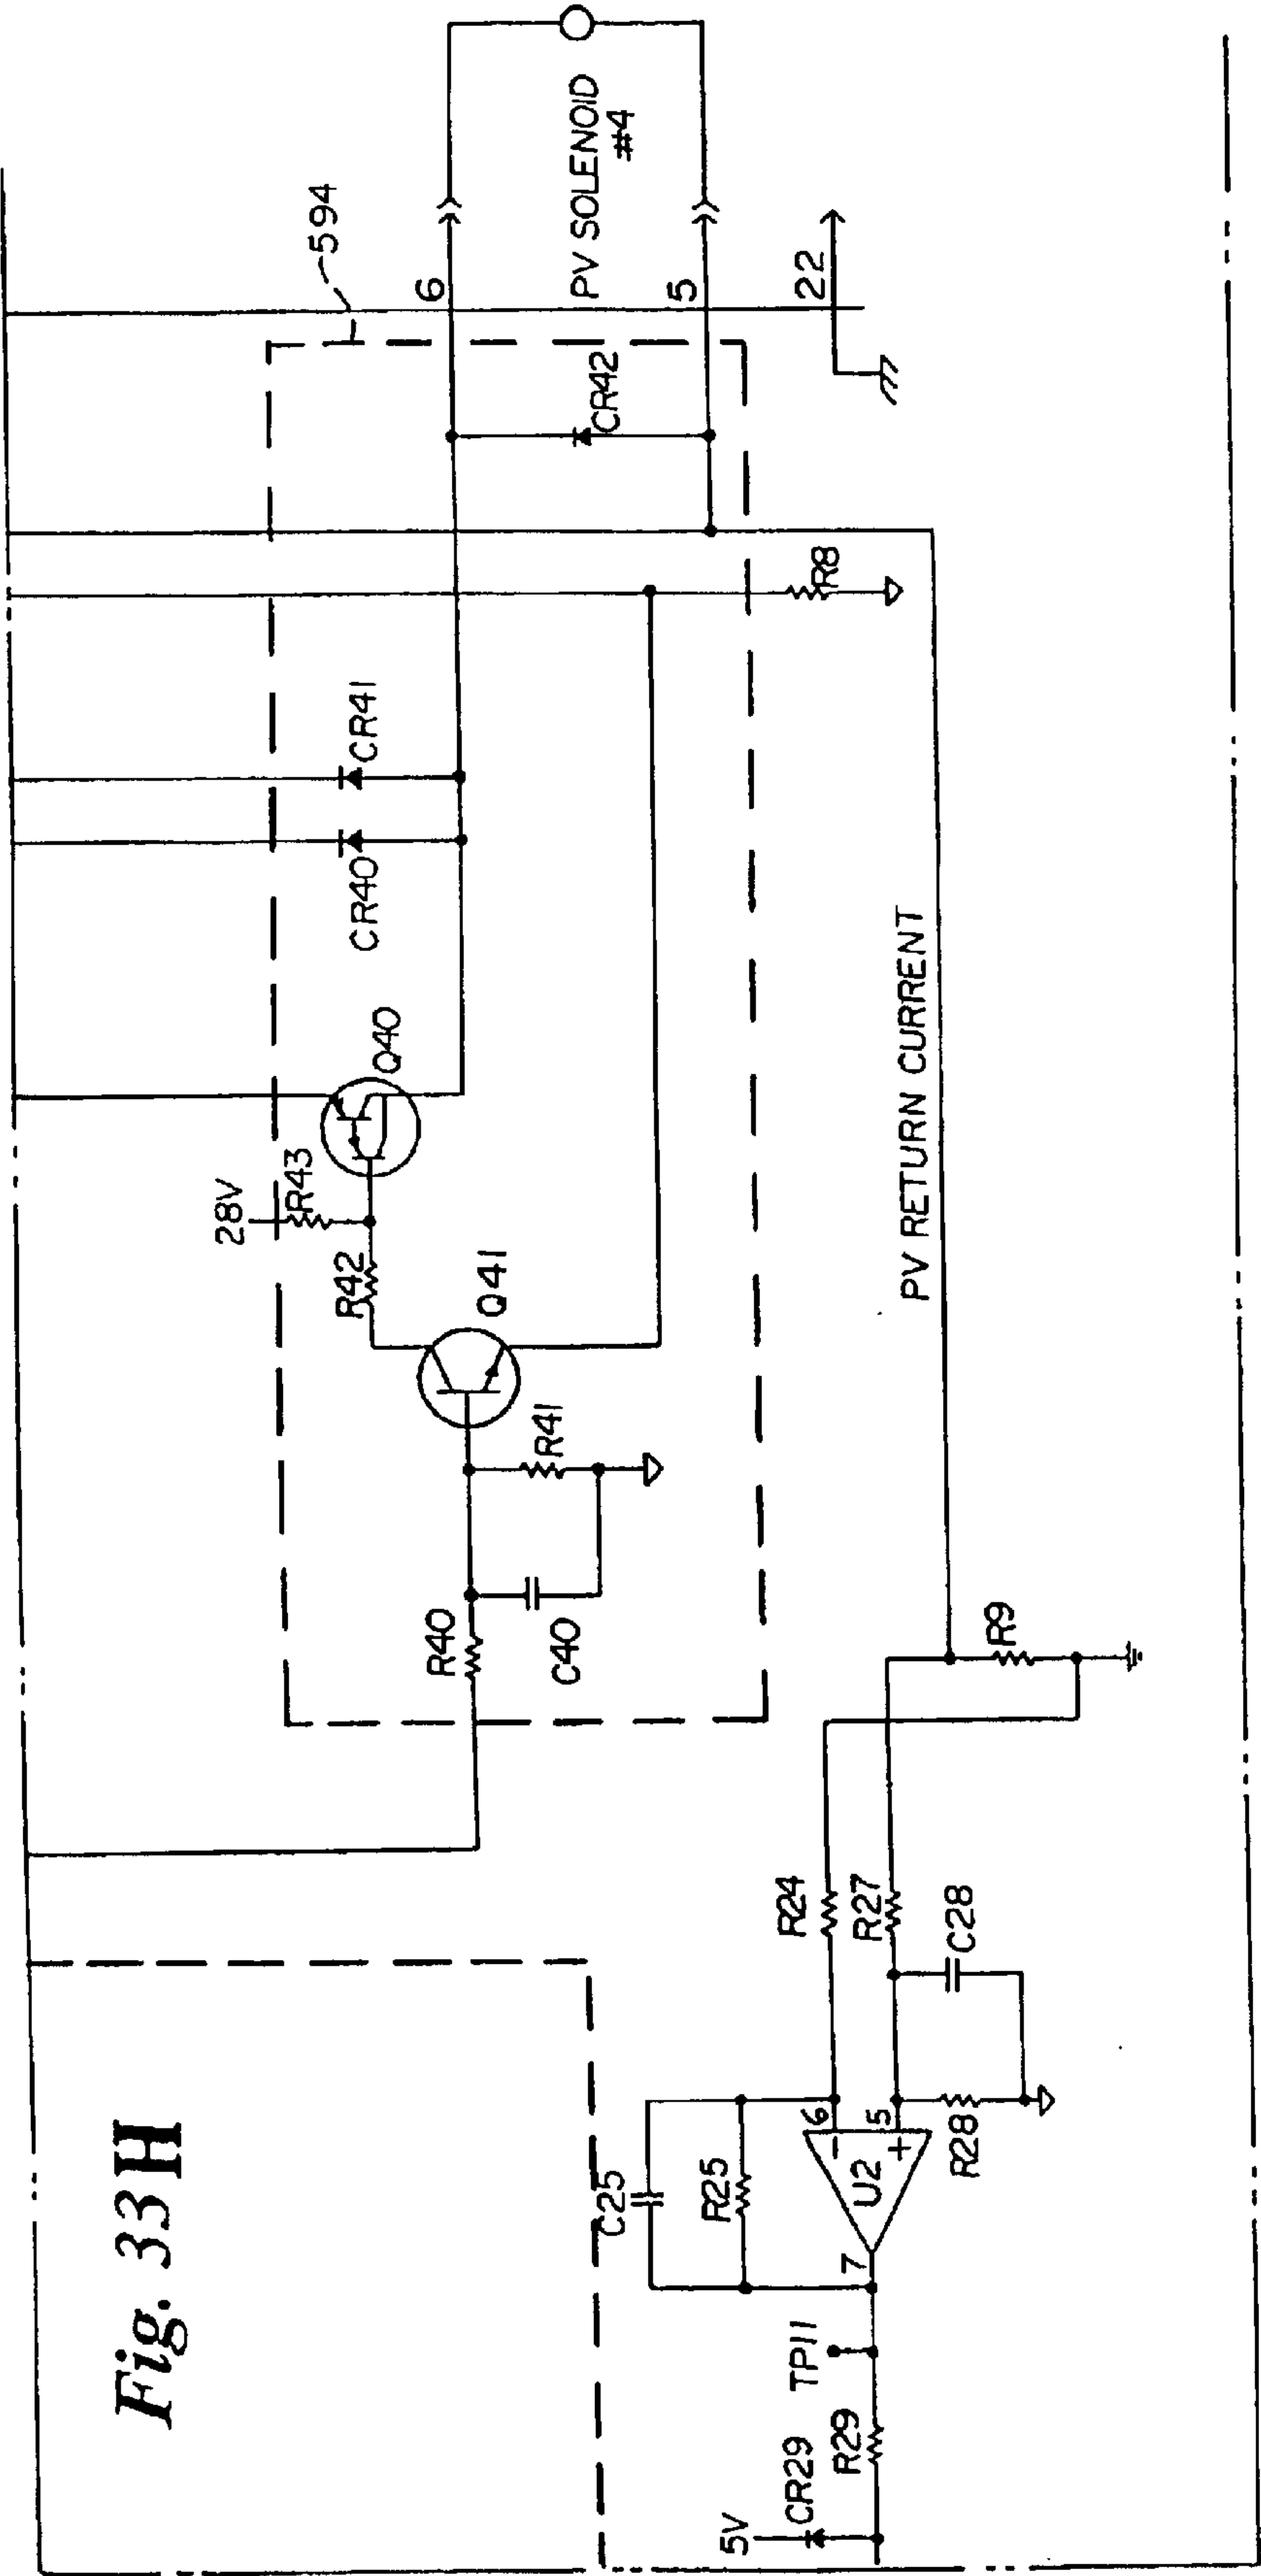 Fig. 33H
594
6
PV SOLENOID
#4
5
22
CR42
R8
CR41
CR40
Q40
28V
R43
R42
Q41
R41
R40
C40
PV RETURN CURRENT
R9
R24
R27
C28
C25
R25
6
5
−
+
U2
R28
7
TP11
R29
CR29
5V